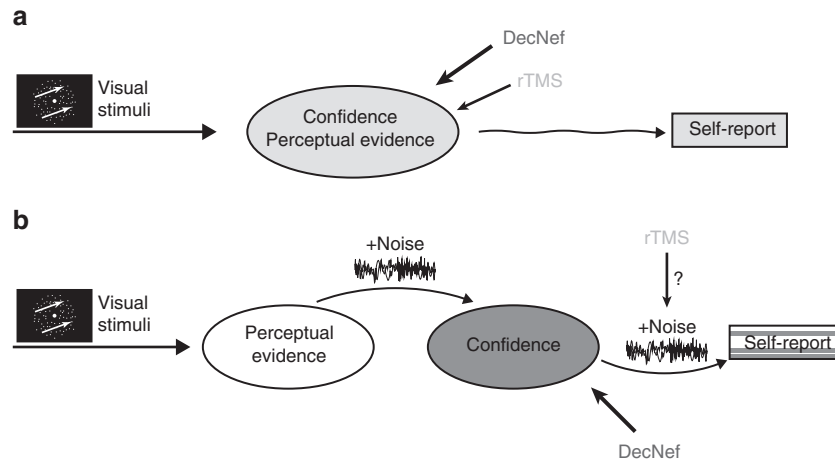 a
DecNef
rTMS
Visual
stimuli
Confidence
Perceptual evidence
Self-report
b
+Noise
rTMS
?
Visual
stimuli
Perceptual
evidence
Confidence
+Noise
Self-report
DecNef